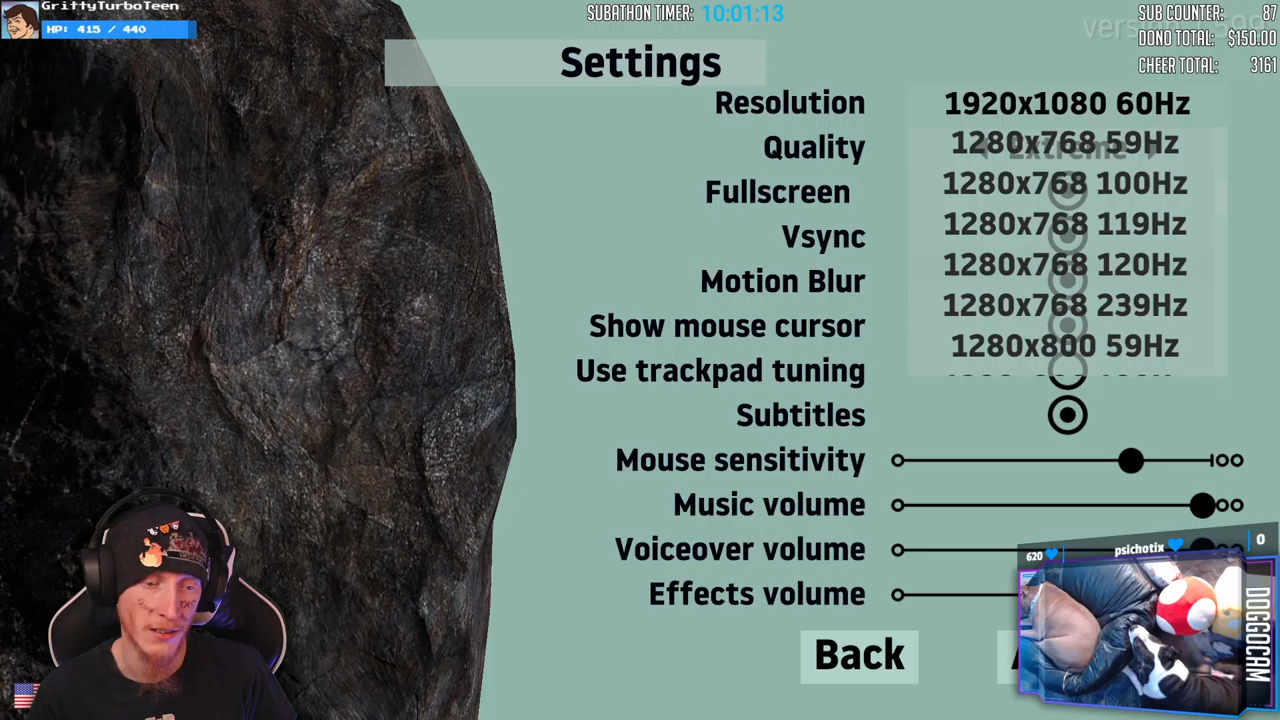 GrittyTurboTeen
HP: 415 / 440
SUBATHON TIMER: 10:01:13
SUB COUNTER: 87
DONO TOTAL: $150.00
CHEER TOTAL: 3161
Settings
Resolution 1920x1080 60Hz
1280x768 59Hz
Quality Extreme
1280x768 100Hz
Fullscreen
1280x768 119Hz
Vsync
1280x768 120Hz
Motion Blur
1280x768 239Hz
Show mouse cursor
1280x800 59Hz
Use trackpad tuning
Subtitles
Mouse sensitivity
Music volume
Voiceover volume
Effects volume
Back
620 psichotix 0
DOGGOCAM